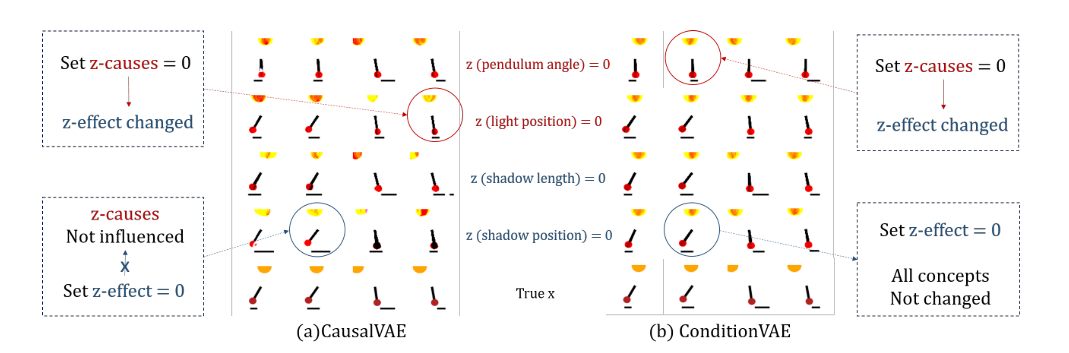 Set z-causes = 0
z-effect changed
z-causes
Not influenced
X
Set z-effect = 0
z (pendulum angle) = 0
z (light position) = 0
z (shadow length) = 0
z (shadow position) = 0
True x
Set z-causes = 0
z-effect changed
Set z-effect = 0
All concepts
Not changed
(a)CausalVAE
(b) ConditionVAE